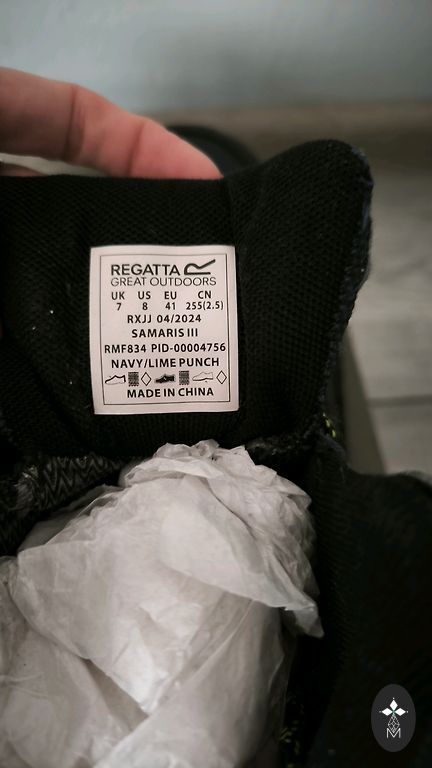 REGATTA
GREAT OUTDOORS
UK US EU CN
7 8 41 255(2.5)
RXJJ 04/2024
SAMARIS III
RMF834 PID-00004756
NAVY/LIME PUNCH
MADE IN CHINA
M